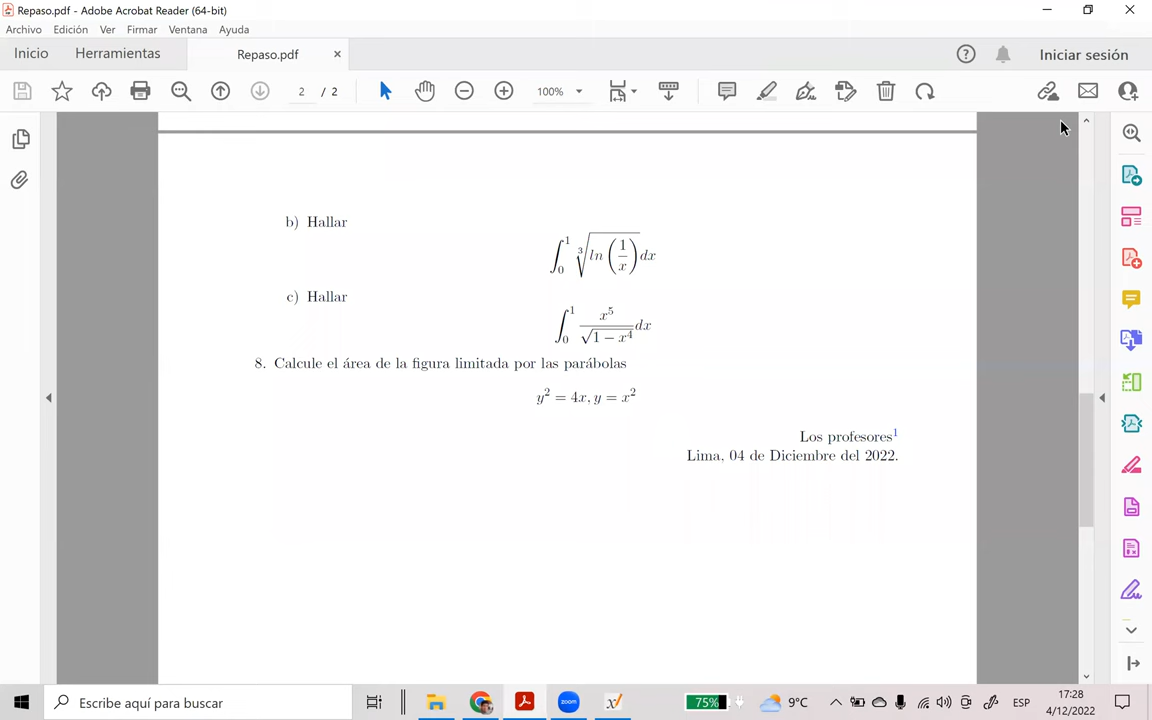 Repaso.pdf - Adobe Acrobat Reader (64-bit)
Archivo Edición Ver Firmar Ventana Ayuda
Inicio Herramientas Repaso.pdf × Iniciar sesión
2 / 2 100%
b) Hallar
∫₀¹ ∛(ln(1/x)) dx
c) Hallar
∫₀¹ x⁵/√(1 − x⁴) dx
8. Calcule el área de la figura limitada por las parábolas
y² = 4x, y = x²
Los profesores¹
Lima, 04 de Diciembre del 2022.
Escribe aquí para buscar
zoom
75%
9°C
ESP
17:28
4/12/2022